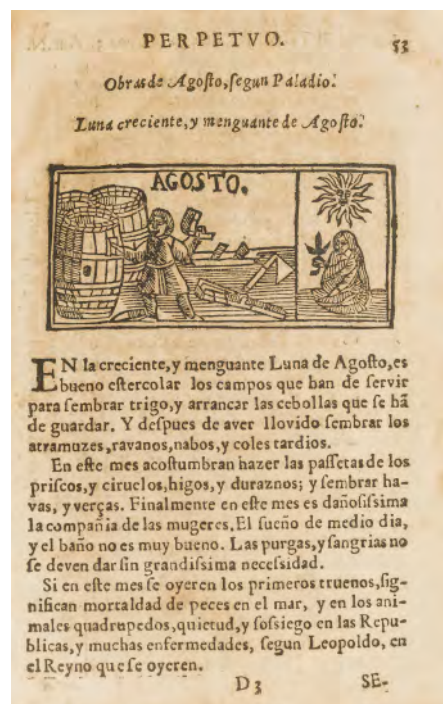 PERPETVO. 53
Obras de Agoſto, ſegun Paladio.
Luna creciente, y menguante de Agoſto.
AGOSTO.
EN la creciente, y menguante Luna de Agoſto, es
bueno eſtercolar los campos que han de ſervir
para ſembrar trigo, y arrancar las cebollas que ſe hã
de guardar. Y deſpues de aver llovido ſembrar los
atramuzes, ravanos, nabos, y coles tardios.
En eſte mes acoſtumbran hazer las paſſetas de los
priſcos, y ciruelos, higos, y duraznos; y ſembrar ha-
vas, y verças. Finalmente en eſte mes es dañoſiſsima
la compañia de las mugeres. El ſueño de medio dia,
y el baño no es muy bueno. Las purgas, y ſangrias no
ſe deven dar ſin grandiſsima neceſsidad.
Si en eſte mes ſe oyeren los primeros truenos, ſig-
nifican mortaldad de peces en el mar, y en los ani-
males quadrupedos, quietud, y ſoſsiego en las Repu-
blicas, y muchas enfermedades, ſegun Leopoldo, en
el Reyno que ſe oyeren.
D3 SE-